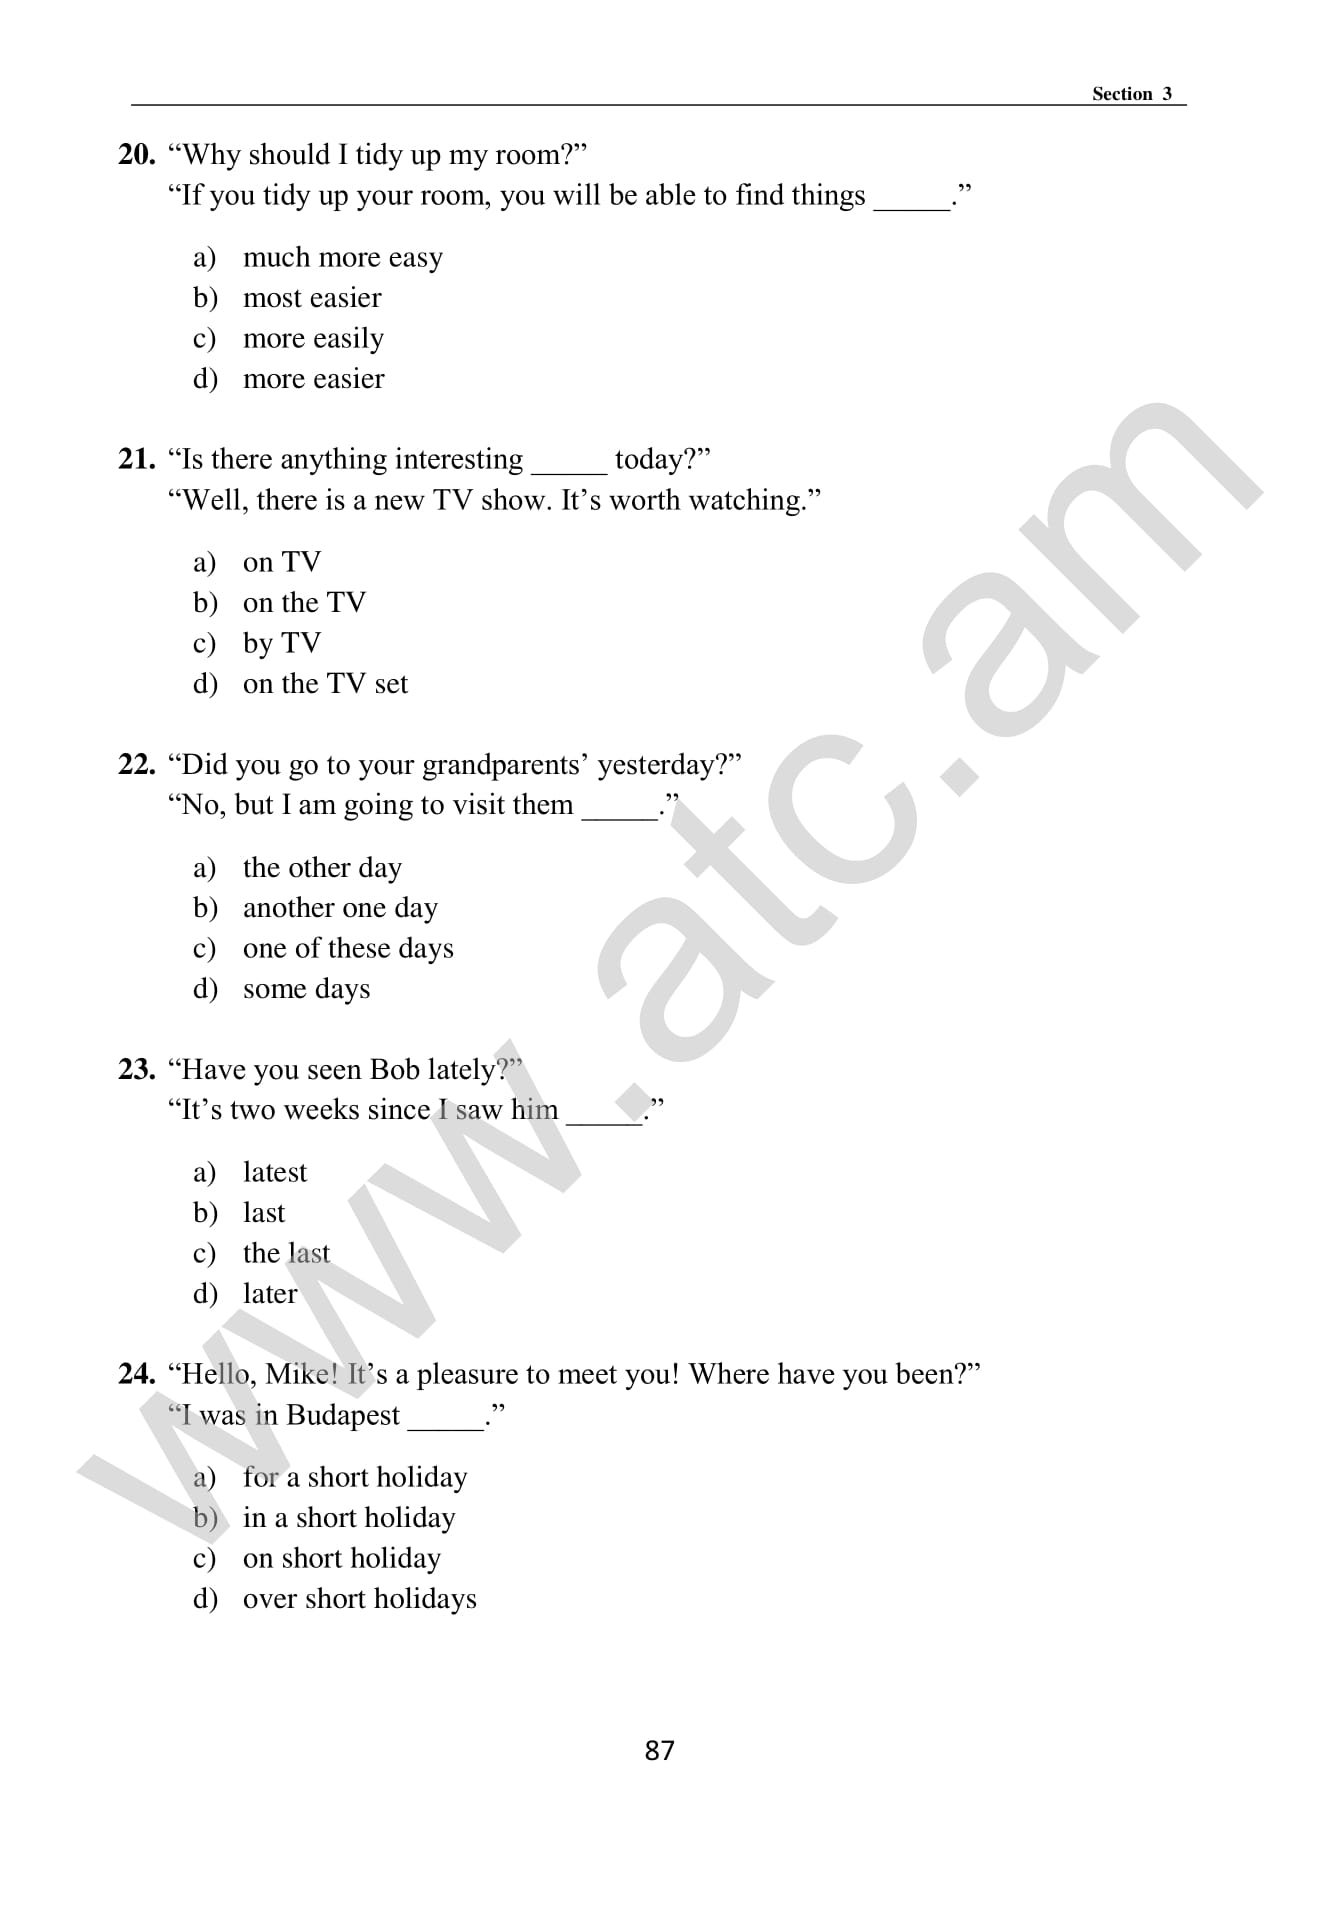 Section 3
20. “Why should I tidy up my room?”
“If you tidy up your room, you will be able to find things _____.”
a) much more easy
b) most easier
c) more easily
d) more easier
21. “Is there anything interesting _____ today?”
“Well, there is a new TV show. It’s worth watching.”
a) on TV
b) on the TV
c) by TV
d) on the TV set
22. “Did you go to your grandparents’ yesterday?”
“No, but I am going to visit them _____.”
a) the other day
b) another one day
c) one of these days
d) some days
23. “Have you seen Bob lately?”
“It’s two weeks since I saw him _____.”
a) latest
b) last
c) the last
d) later
24. “Hello, Mike! It’s a pleasure to meet you! Where have you been?”
“I was in Budapest _____.”
a) for a short holiday
b) in a short holiday
c) on short holiday
d) over short holidays
87
www.atc.am